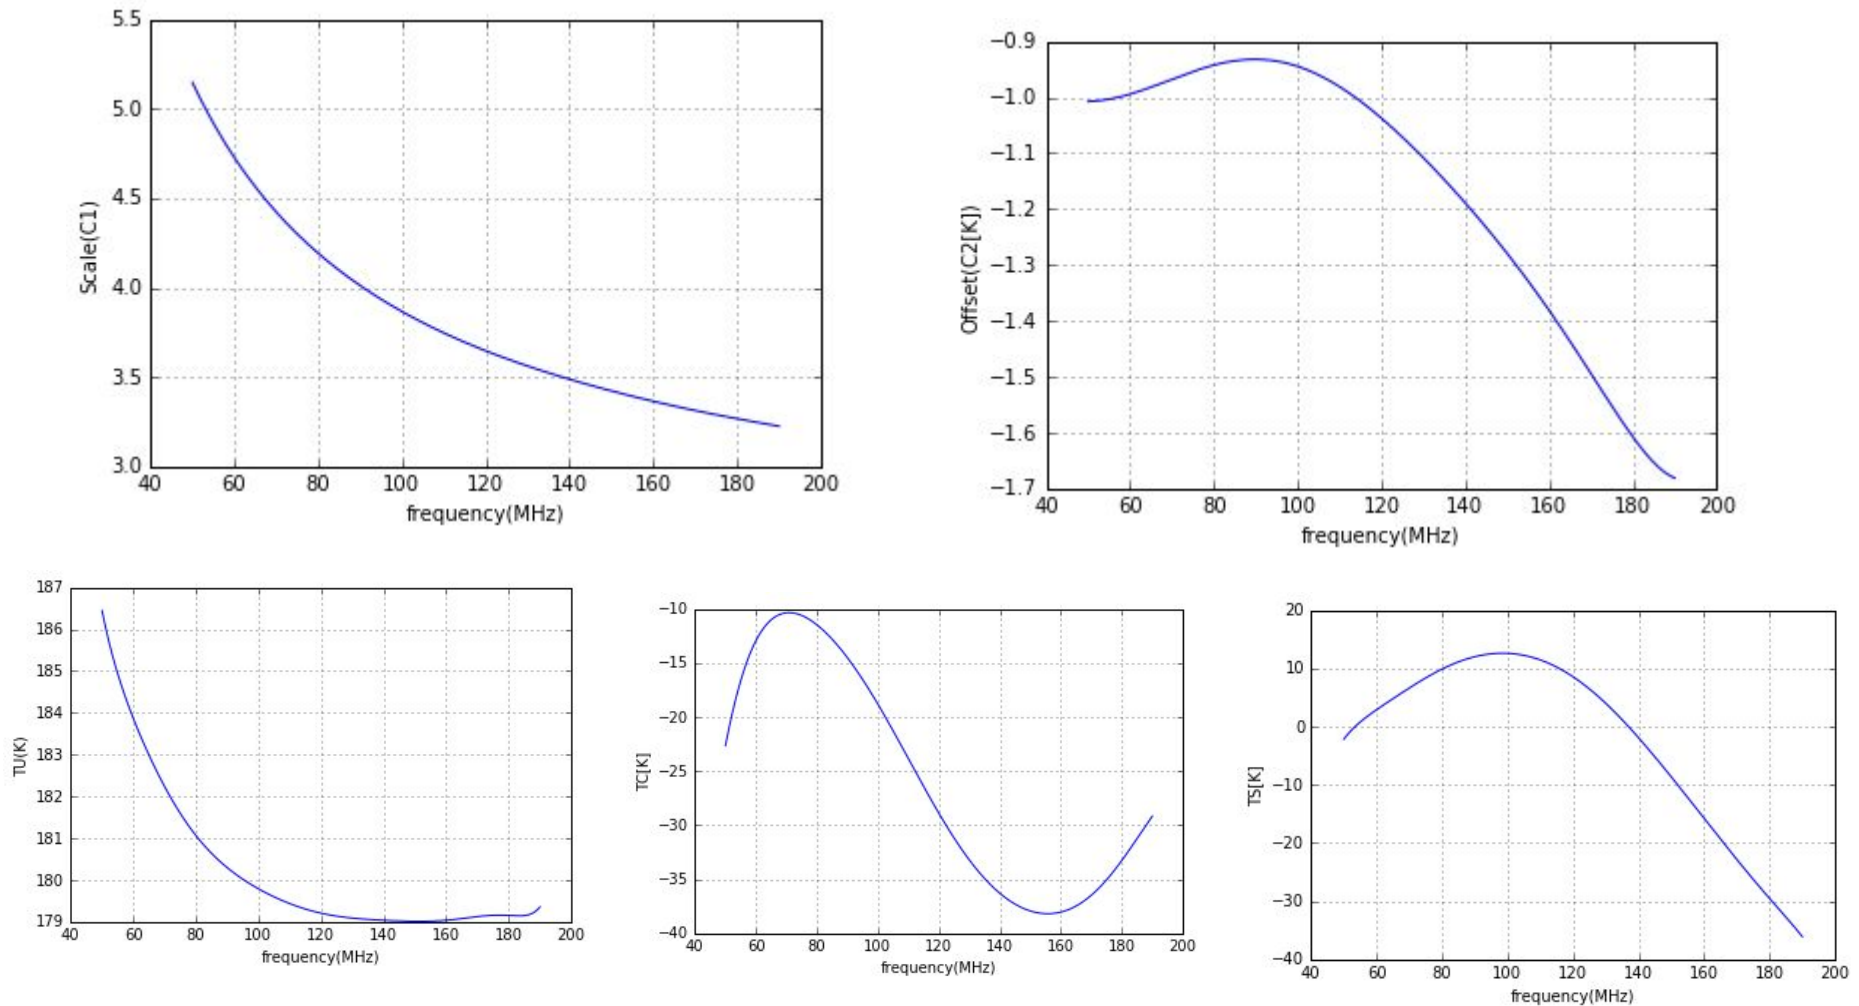 5.5
5.0
4.5
4.0
3.5
3.0
Scale(C1)
40 60 80 100 120 140 160 180 200
frequency(MHz)
−0.9
−1.0
−1.1
−1.2
−1.3
−1.4
−1.5
−1.6
−1.7
Offset(C2[K])
40 60 80 100 120 140 160 180 200
frequency(MHz)
187
186
185
184
183
182
181
180
179
TU(K)
40 60 80 100 120 140 160 180 200
frequency(MHz)
−10
−15
−20
−25
−30
−35
−40
TC[K]
40 60 80 100 120 140 160 180 200
frequency(MHz)
20
10
0
−10
−20
−30
−40
TS[K]
40 60 80 100 120 140 160 180 200
frequency(MHz)